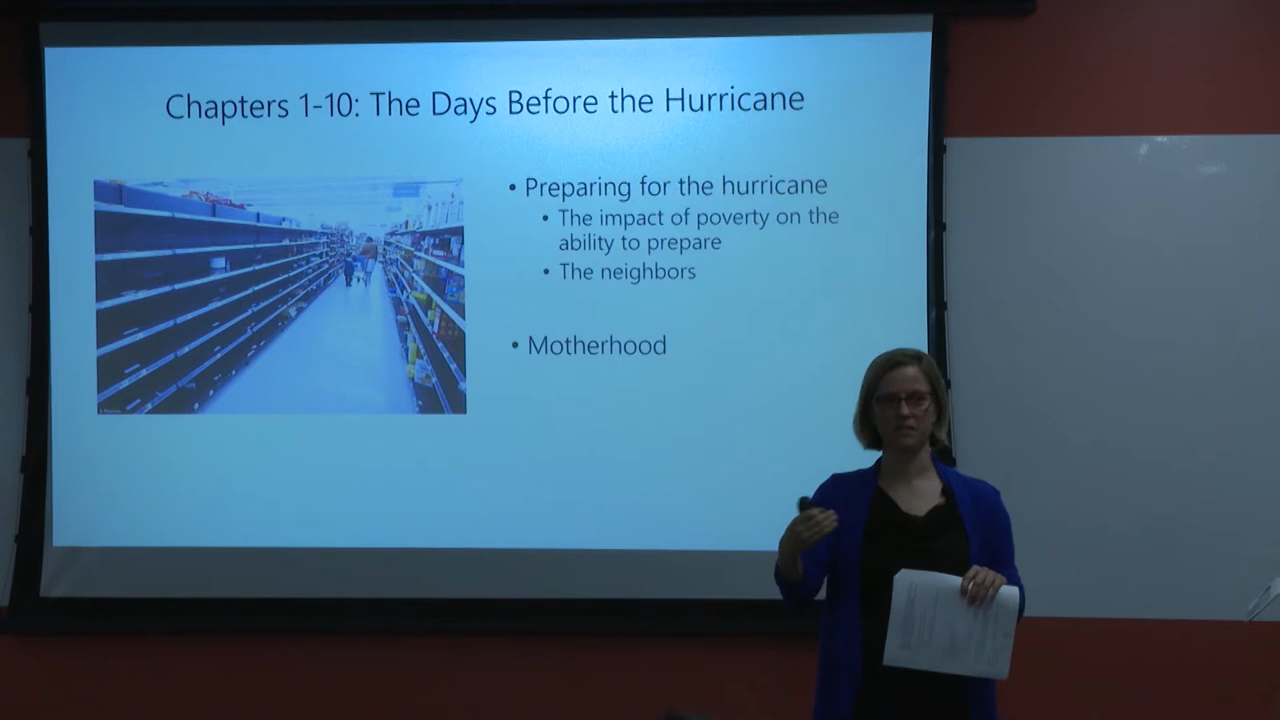 Chapters 1-10: The Days Before the Hurricane
• Preparing for the hurricane
• The impact of poverty on the
ability to prepare
• The neighbors
• Motherhood